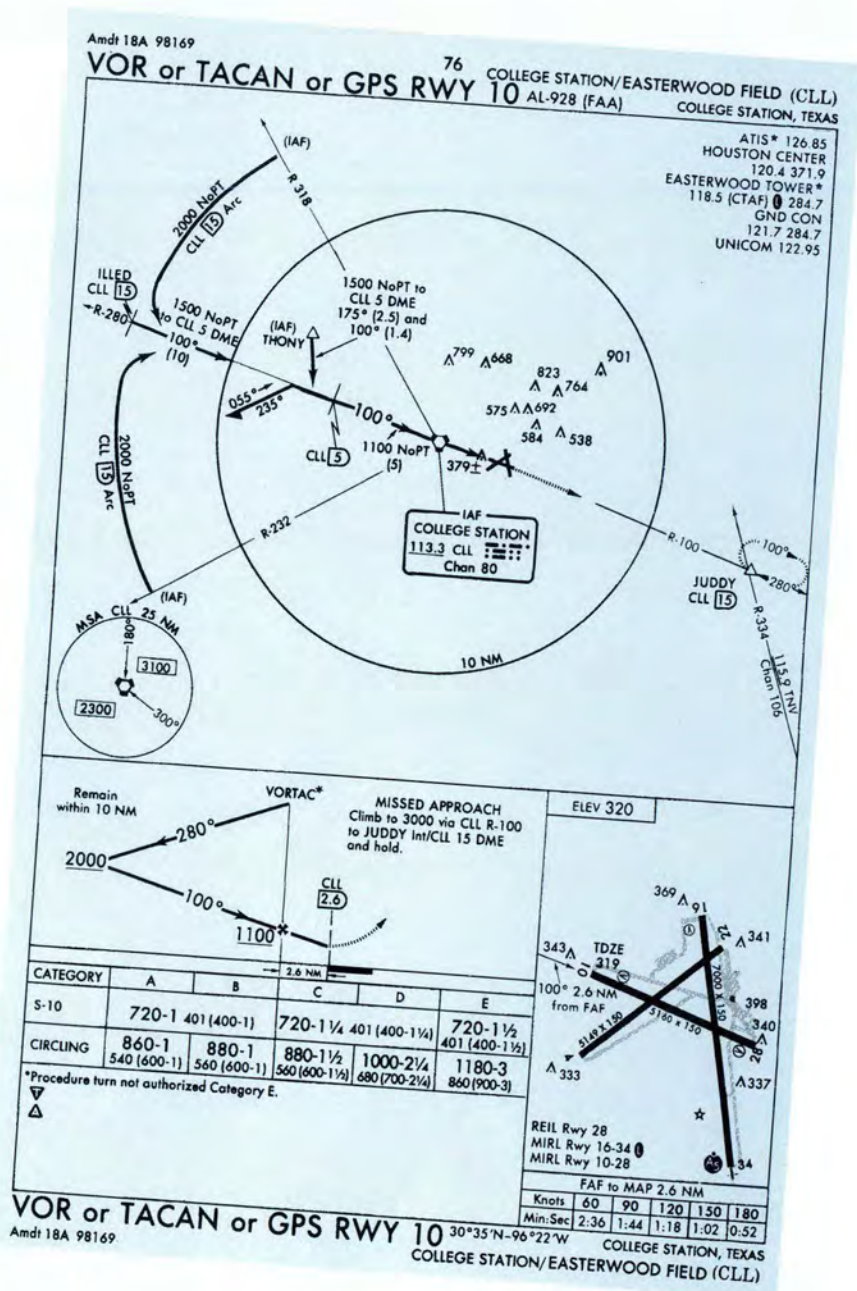 Amdt 18A 98169
76
VOR or TACAN or GPS RWY 10 AL-928 (FAA)
COLLEGE STATION/EASTERWOOD FIELD (CLL)
COLLEGE STATION, TEXAS
ATIS* 126.85
HOUSTON CENTER
120.4 371.9
EASTERWOOD TOWER*
118.5 (CTAF) L 284.7
GND CON
121.7 284.7
UNICOM 122.95
(IAF)
R-318
2000 NoPT
CLL 15 Arc
ILLED
CLL 15
R-280
1500 NoPT
to CLL 5 DME
100°
(10)
1500 NoPT to
CLL 5 DME
175° (2.5) and
100° (1.4)
(IAF)
THONY
799
668
901
823
764
575
692
584
538
055°
235°
100°
CLL 5
1100 NoPT
(5)
379±
2000 NoPT
CLL 15 Arc
R-232
IAF
COLLEGE STATION
113.3 CLL
Chan 80
R-100
100°
280°
JUDDY
CLL 15
R-334
115.9 TNV
Chan 106
(IAF)
10 NM
MSA CLL 25 NM
180°
3100
2300
300°
Remain
within 10 NM
VORTAC*
MISSED APPROACH
Climb to 3000 via CLL R-100
to JUDDY Int/CLL 15 DME
and hold.
280°
2000
100°
1100
CLL
2.6
2.6 NM
CATEGORY A B C D E
S-10 720-1 401 (400-1) 720-1¼ 401 (400-1¼) 720-1½ 401 (400-1½)
CIRCLING 860-1 880-1 880-1½ 1000-2¼ 1180-3
540 (600-1) 560 (600-1) 560 (600-1½) 680 (700-2¼) 860 (900-3)
*Procedure turn not authorized Category E.
T
A
ELEV 320
369
16
22
341
343
TDZE
319
10
V
100° 2.6 NM
from FAF
7000 X 150
398
5149 X 150
5160 X 150
340
28
333
337
34
A5
REIL Rwy 28
MIRL Rwy 16-34 L
MIRL Rwy 10-28
FAF to MAP 2.6 NM
Knots 60 90 120 150 180
Min:Sec 2:36 1:44 1:18 1:02 0:52
VOR or TACAN or GPS RWY 10 30°35'N-96°22'W
Amdt 18A 98169
COLLEGE STATION, TEXAS
COLLEGE STATION/EASTERWOOD FIELD (CLL)